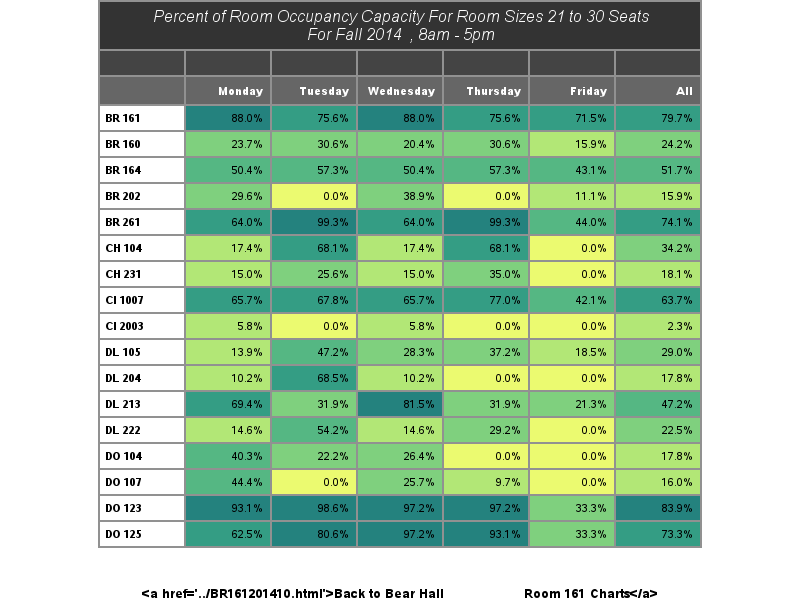 Percent of Room Occupancy Capacity For Room Sizes 21 to 30 Seats
For Fall 2014 , 8am - 5pm
Monday Tuesday Wednesday Thursday Friday All
BR 161 88.0% 75.6% 88.0% 75.6% 71.5% 79.7%
BR 160 23.7% 30.6% 20.4% 30.6% 15.9% 24.2%
BR 164 50.4% 57.3% 50.4% 57.3% 43.1% 51.7%
BR 202 29.6% 0.0% 38.9% 0.0% 11.1% 15.9%
BR 261 64.0% 99.3% 64.0% 99.3% 44.0% 74.1%
CH 104 17.4% 68.1% 17.4% 68.1% 0.0% 34.2%
CH 231 15.0% 25.6% 15.0% 35.0% 0.0% 18.1%
CI 1007 65.7% 67.8% 65.7% 77.0% 42.1% 63.7%
CI 2003 5.8% 0.0% 5.8% 0.0% 0.0% 2.3%
DL 105 13.9% 47.2% 28.3% 37.2% 18.5% 29.0%
DL 204 10.2% 68.5% 10.2% 0.0% 0.0% 17.8%
DL 213 69.4% 31.9% 81.5% 31.9% 21.3% 47.2%
DL 222 14.6% 54.2% 14.6% 29.2% 0.0% 22.5%
DO 104 40.3% 22.2% 26.4% 0.0% 0.0% 17.8%
DO 107 44.4% 0.0% 25.7% 9.7% 0.0% 16.0%
DO 123 93.1% 98.6% 97.2% 97.2% 33.3% 83.9%
DO 125 62.5% 80.6% 97.2% 93.1% 33.3% 73.3%
<a href='../BR161201410.html'>Back to Bear Hall Room 161 Charts</a>